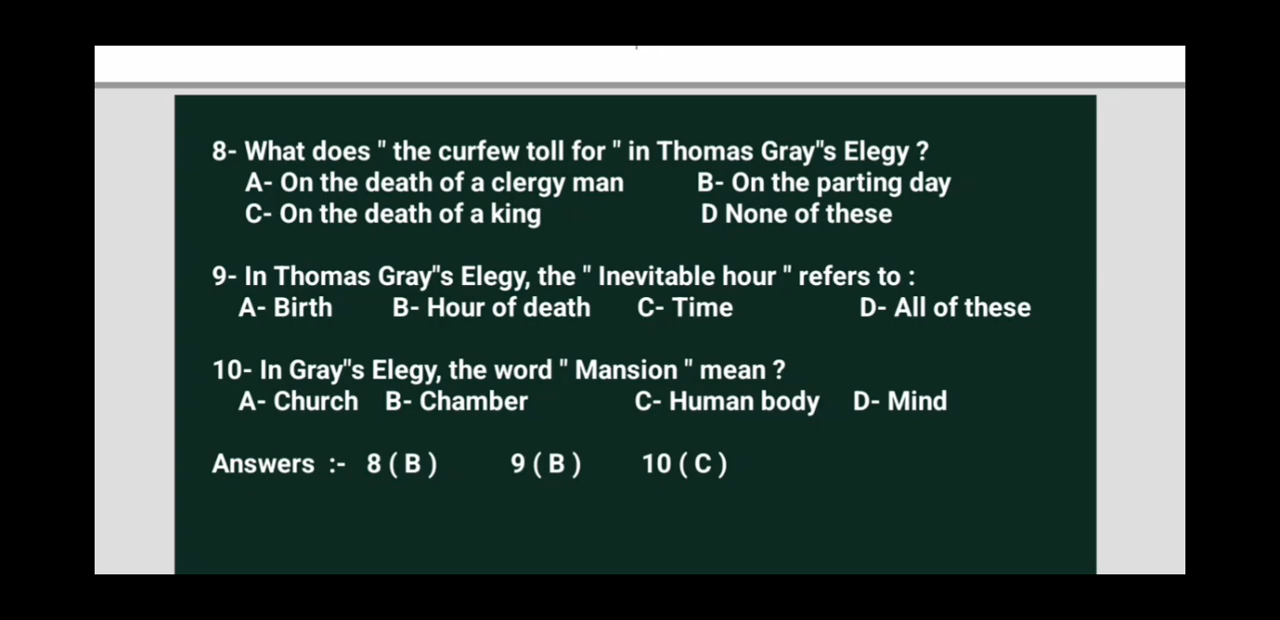 8- What does " the curfew toll for " in Thomas Gray"s Elegy ?
A- On the death of a clergy man B- On the parting day
C- On the death of a king D None of these
9- In Thomas Gray"s Elegy, the " Inevitable hour " refers to :
A- Birth B- Hour of death C- Time D- All of these
10- In Gray"s Elegy, the word " Mansion " mean ?
A- Church B- Chamber C- Human body D- Mind
Answers :- 8 ( B ) 9 ( B ) 10 ( C )